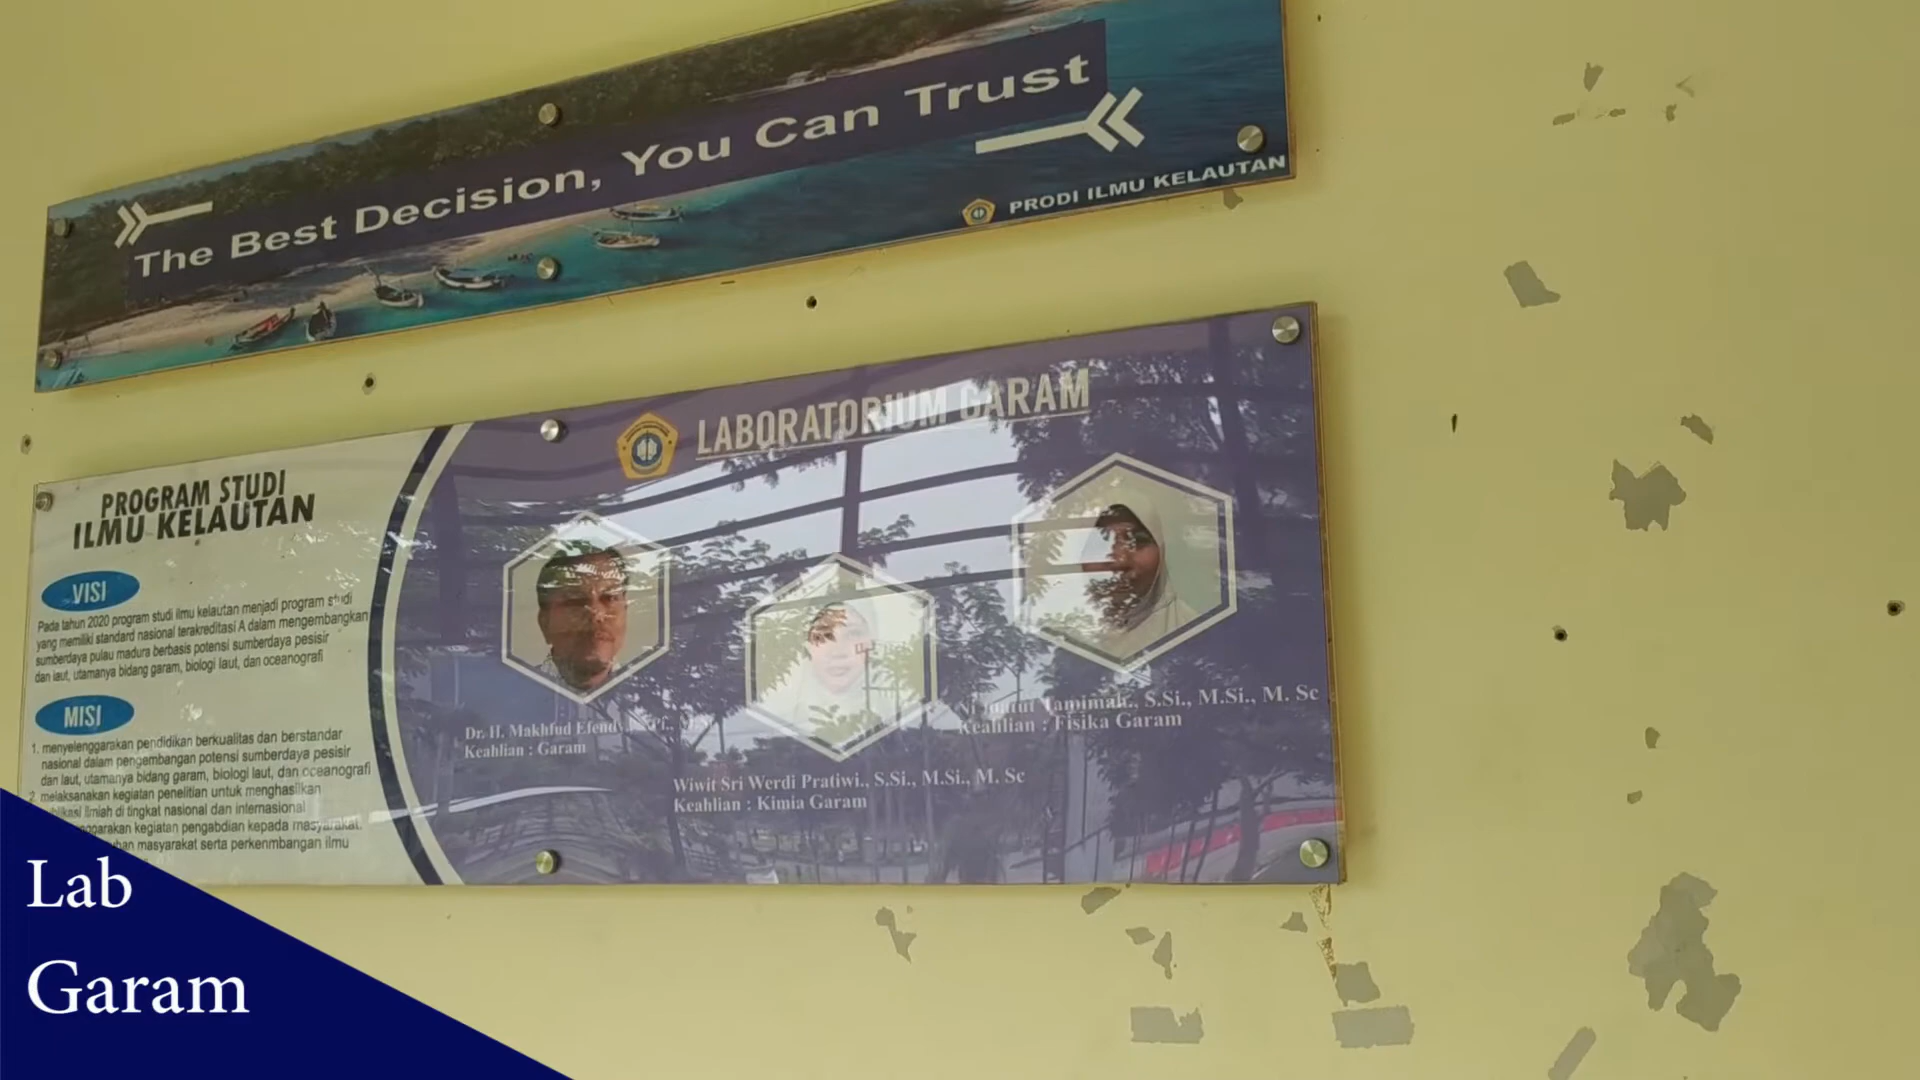 The Best Decision, You Can Trust
PRODI ILMU KELAUTAN
LABORATORIUM GARAM
PROGRAM STUDI
ILMU KELAUTAN
VISI
Pada tahun 2020 program studi ilmu kelautan menjadi program studi
yang memiliki standard nasional terakreditasi A dalam mengembangkan
sumberdaya pulau madura berbasis potensi sumberdaya pesisir
dan laut, utamanya bidang garam, biologi laut, dan oceanografi
MISI
1. menyelenggarakan pendidikan berkualitas dan berstandar
nasional dalam pengembangan potensi sumberdaya pesisir
dan laut, utamanya bidang garam, biologi laut, dan oceanografi
2. melaksanakan kegiatan penelitian untuk menghasilkan
ilmiah di tingkat nasional dan internasional
kegiatan pengabdian kepada masyarakat.
masyarakat serta perkenmbangan ilmu
Dr. H. Makhfud Efendy
Keahlian : Garam
Wiwit Sri Werdi Pratiwi., S.Si., M.Si., M. Sc
Keahlian : Kimia Garam
Tamimah., S.Si., M.Si., M. Sc
Keahlian : Fisika Garam
Lab
Garam